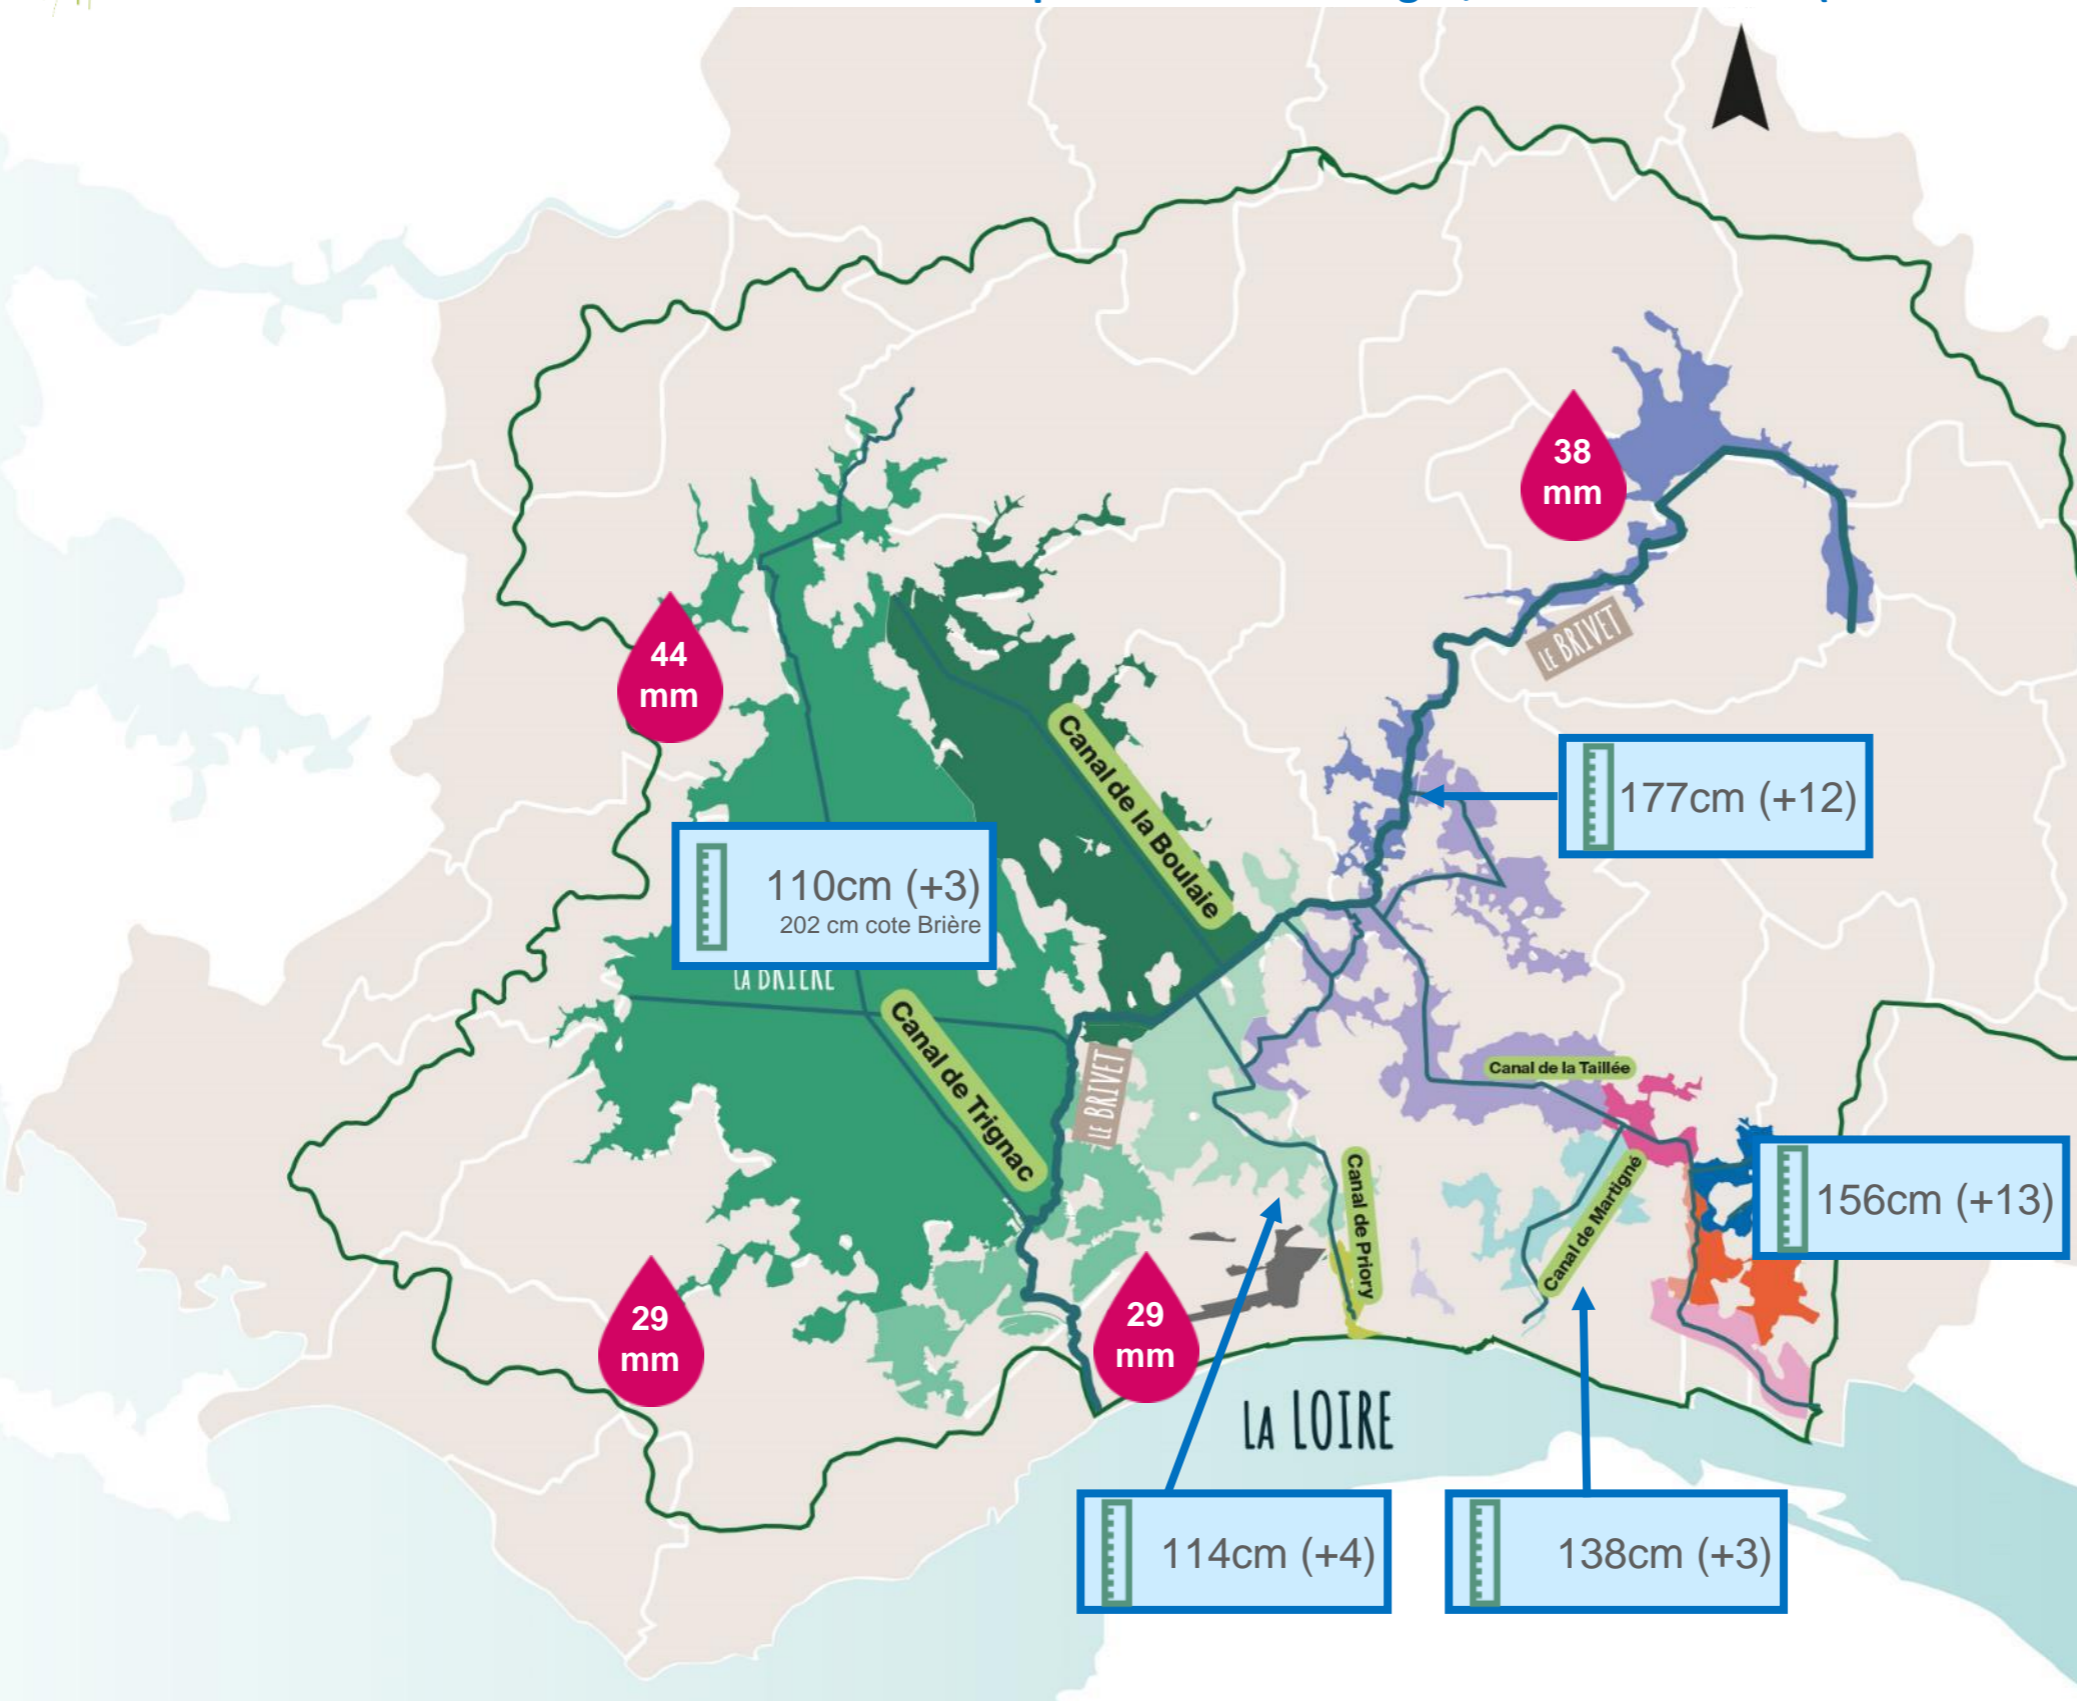 38
mm
44
mm
LE BRIVET
Canal de la Boulaie
177cm (+12)
110cm (+3)
202 cm cote Brière
LA BRIÈRE
Canal de Trignac
LE BRIVET
Canal de la Taillée
Canal de Priory
Canal de Martigné
156cm (+13)
29
mm
29
mm
LA LOIRE
114cm (+4)
138cm (+3)